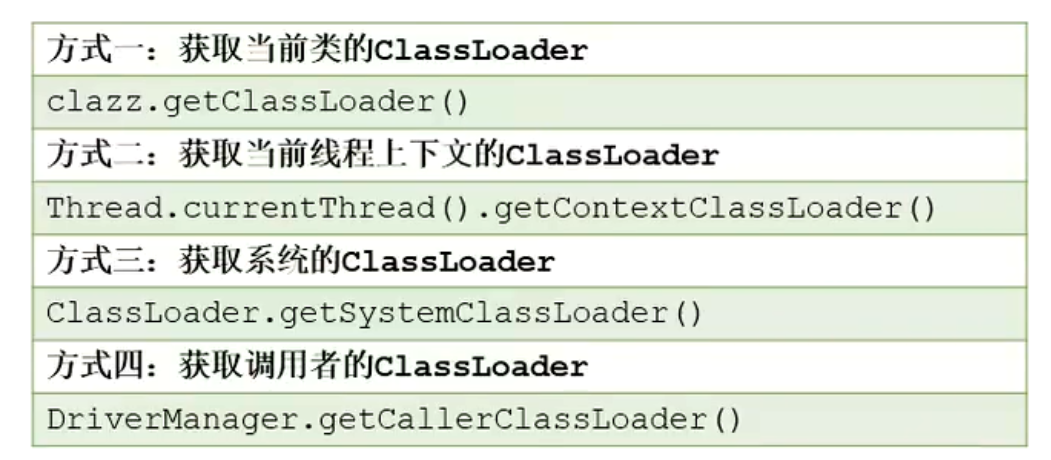 方式一：获取当前类的ClassLoader
clazz.getClassLoader()
方式二：获取当前线程上下文的ClassLoader
Thread.currentThread().getContextClassLoader()
方式三：获取系统的ClassLoader
ClassLoader.getSystemClassLoader()
方式四：获取调用者的ClassLoader
DriverManager.getCallerClassLoader()